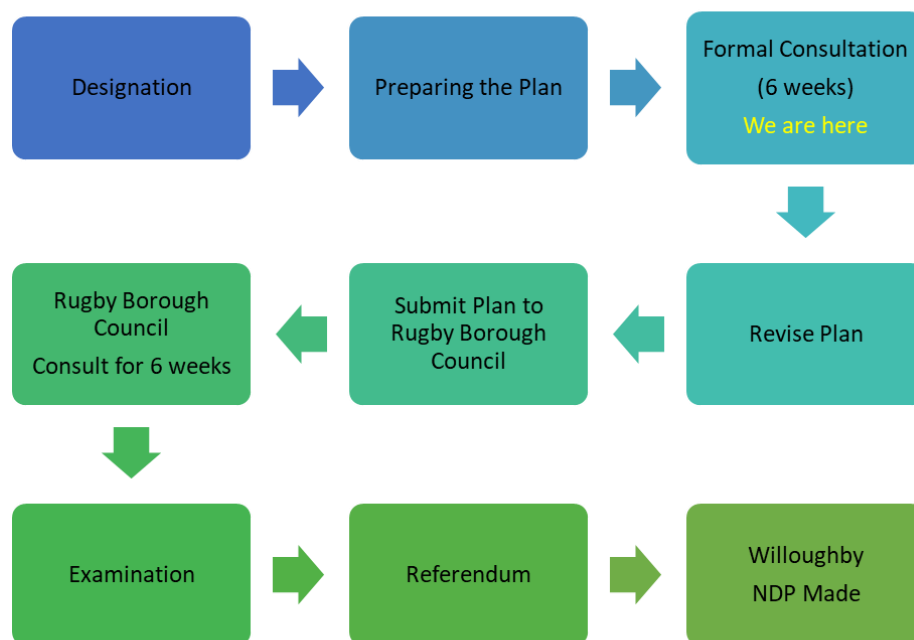 Designation
Preparing the Plan
Formal Consultation
(6 weeks)
We are here
Revise Plan
Submit Plan to
Rugby Borough
Council
Rugby Borough
Council
Consult for 6 weeks
Examination
Referendum
Willoughby
NDP Made